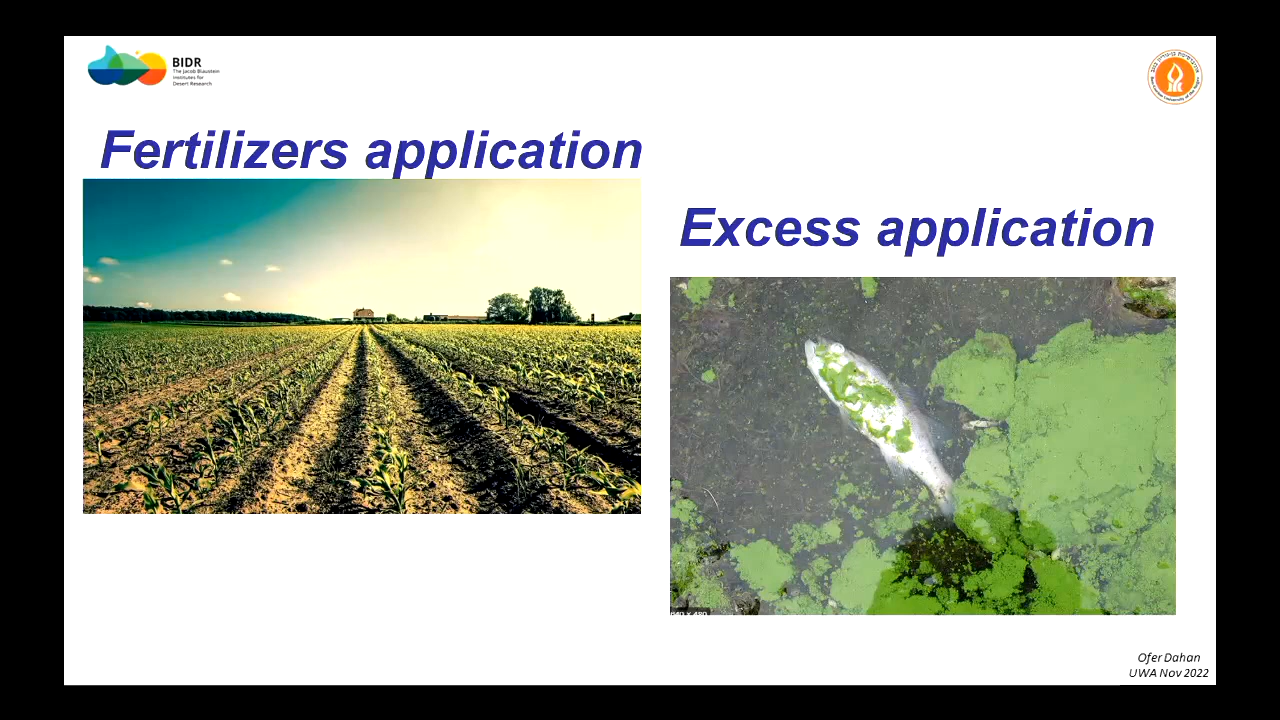 BIDR
The Jacob Blaustein
Institutes for
Desert Research
Fertilizers application
Excess application
Ofer Dahan
UWA Nov 2022